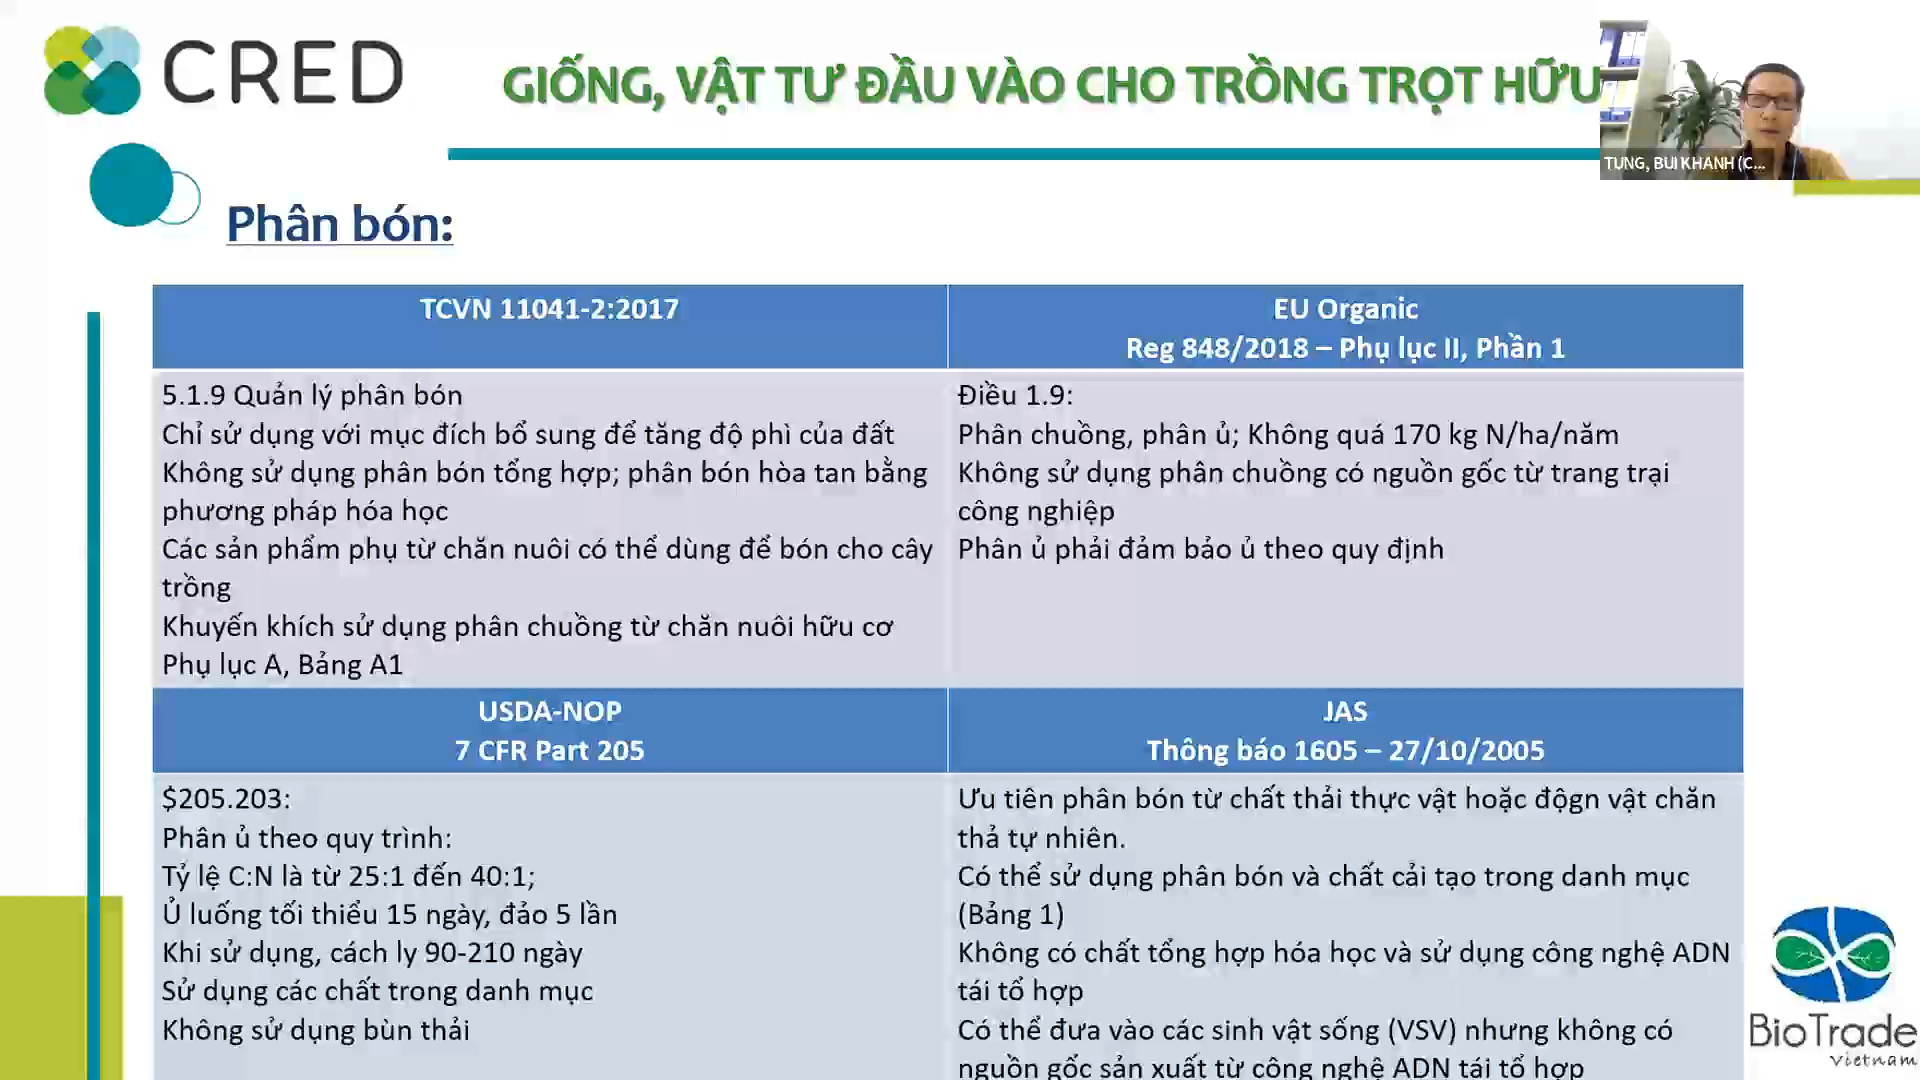 CRED
GIỐNG, VẬT TƯ ĐẦU VÀO CHO TRỒNG TRỌT HỮU
TUNG, BUI KHANH (C...
Phân bón:
TCVN 11041-2:2017
EU Organic
Reg 848/2018 – Phụ lục II, Phần 1
5.1.9 Quản lý phân bón
Chỉ sử dụng với mục đích bổ sung để tăng độ phì của đất
Không sử dụng phân bón tổng hợp; phân bón hòa tan bằng
phương pháp hóa học
Các sản phẩm phụ từ chăn nuôi có thể dùng để bón cho cây
trồng
Khuyến khích sử dụng phân chuồng từ chăn nuôi hữu cơ
Phụ lục A, Bảng A1
Điều 1.9:
Phân chuồng, phân ủ; Không quá 170 kg N/ha/năm
Không sử dụng phân chuồng có nguồn gốc từ trang trại
công nghiệp
Phân ủ phải đảm bảo ủ theo quy định
USDA-NOP
7 CFR Part 205
JAS
Thông báo 1605 – 27/10/2005
$205.203:
Phân ủ theo quy trình:
Tỷ lệ C:N là từ 25:1 đến 40:1;
Ủ luống tối thiểu 15 ngày, đảo 5 lần
Khi sử dụng, cách ly 90-210 ngày
Sử dụng các chất trong danh mục
Không sử dụng bùn thải
Ưu tiên phân bón từ chất thải thực vật hoặc độgn vật chăn
thả tự nhiên.
Có thể sử dụng phân bón và chất cải tạo trong danh mục
(Bảng 1)
Không có chất tổng hợp hóa học và sử dụng công nghệ ADN
tái tổ hợp
Có thể đưa vào các sinh vật sống (VSV) nhưng không có
nguồn gốc sản xuất từ công nghệ ADN tái tổ hợp
BioTrade
Vietnam